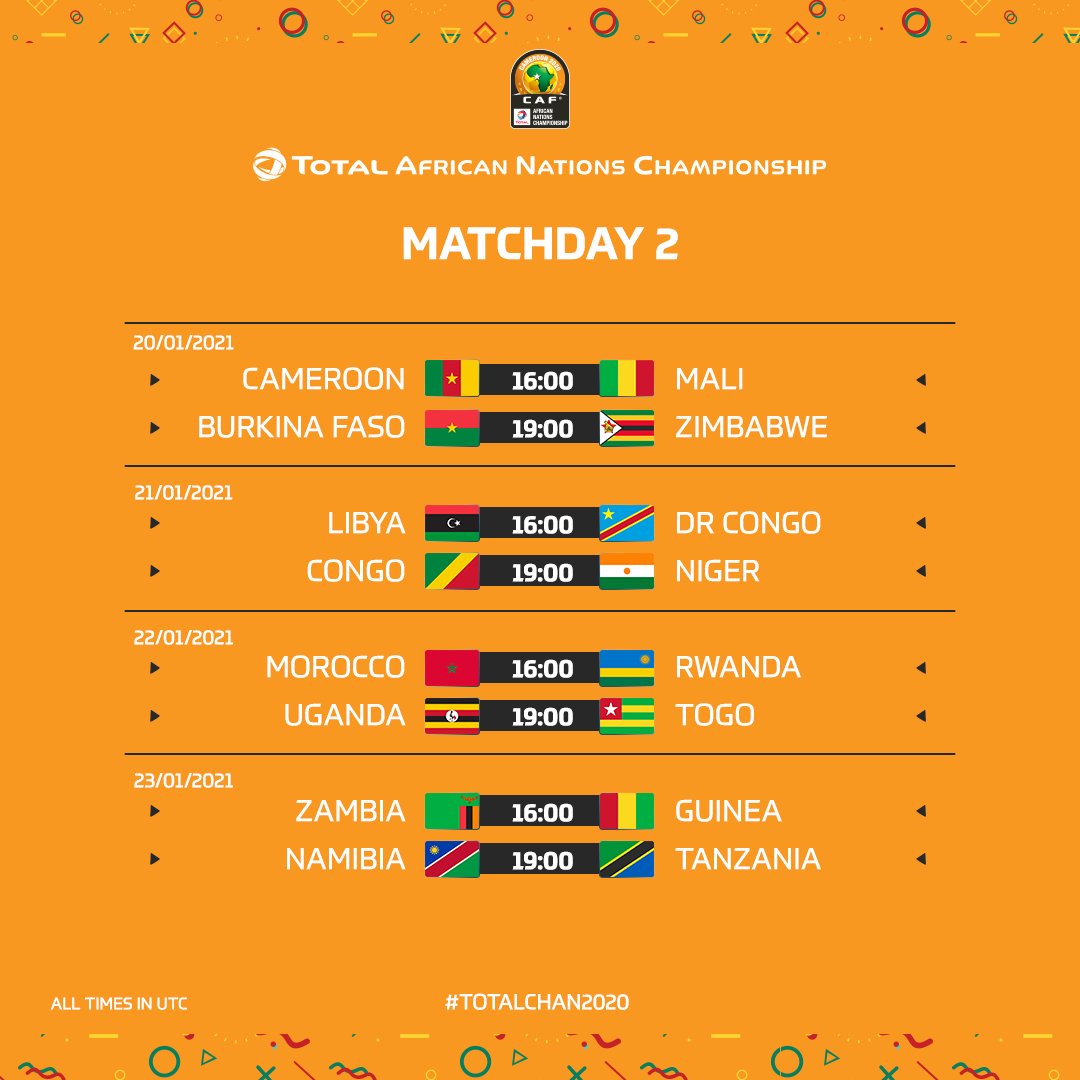 CAMEROON 2020
CAF
TOTAL
AFRICAN
NATIONS
CHAMPIONSHIP
TOTAL AFRICAN NATIONS CHAMPIONSHIP
MATCHDAY 2
20/01/2021
CAMEROON 16:00 MALI
BURKINA FASO 19:00 ZIMBABWE
21/01/2021
LIBYA 16:00 DR CONGO
CONGO 19:00 NIGER
22/01/2021
MOROCCO 16:00 RWANDA
UGANDA 19:00 TOGO
23/01/2021
ZAMBIA 16:00 GUINEA
NAMIBIA 19:00 TANZANIA
ALL TIMES IN UTC
#TOTALCHAN2020